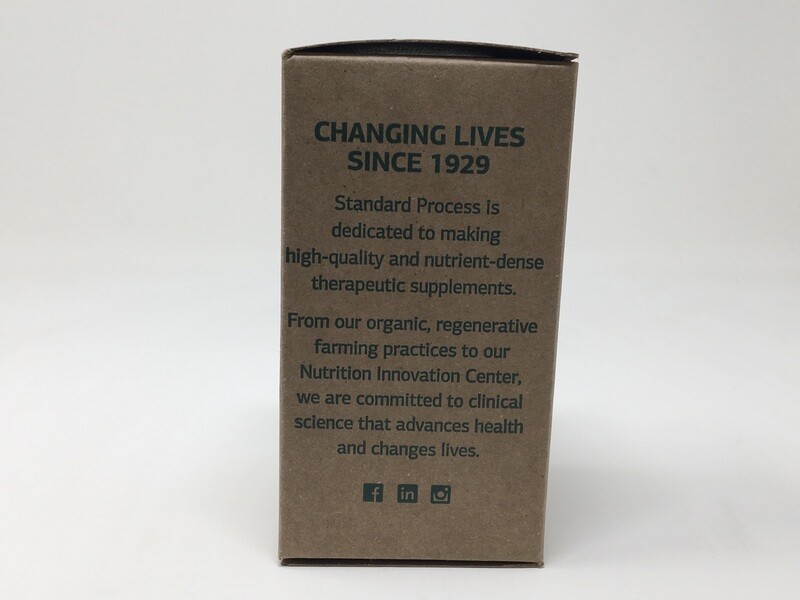 CHANGING LIVES
SINCE 1929
Standard Process is
dedicated to making
high-quality and nutrient-dense
therapeutic supplements.
From our organic, regenerative
farming practices to our
Nutrition Innovation Center,
we are committed to clinical
science that advances health
and changes lives.